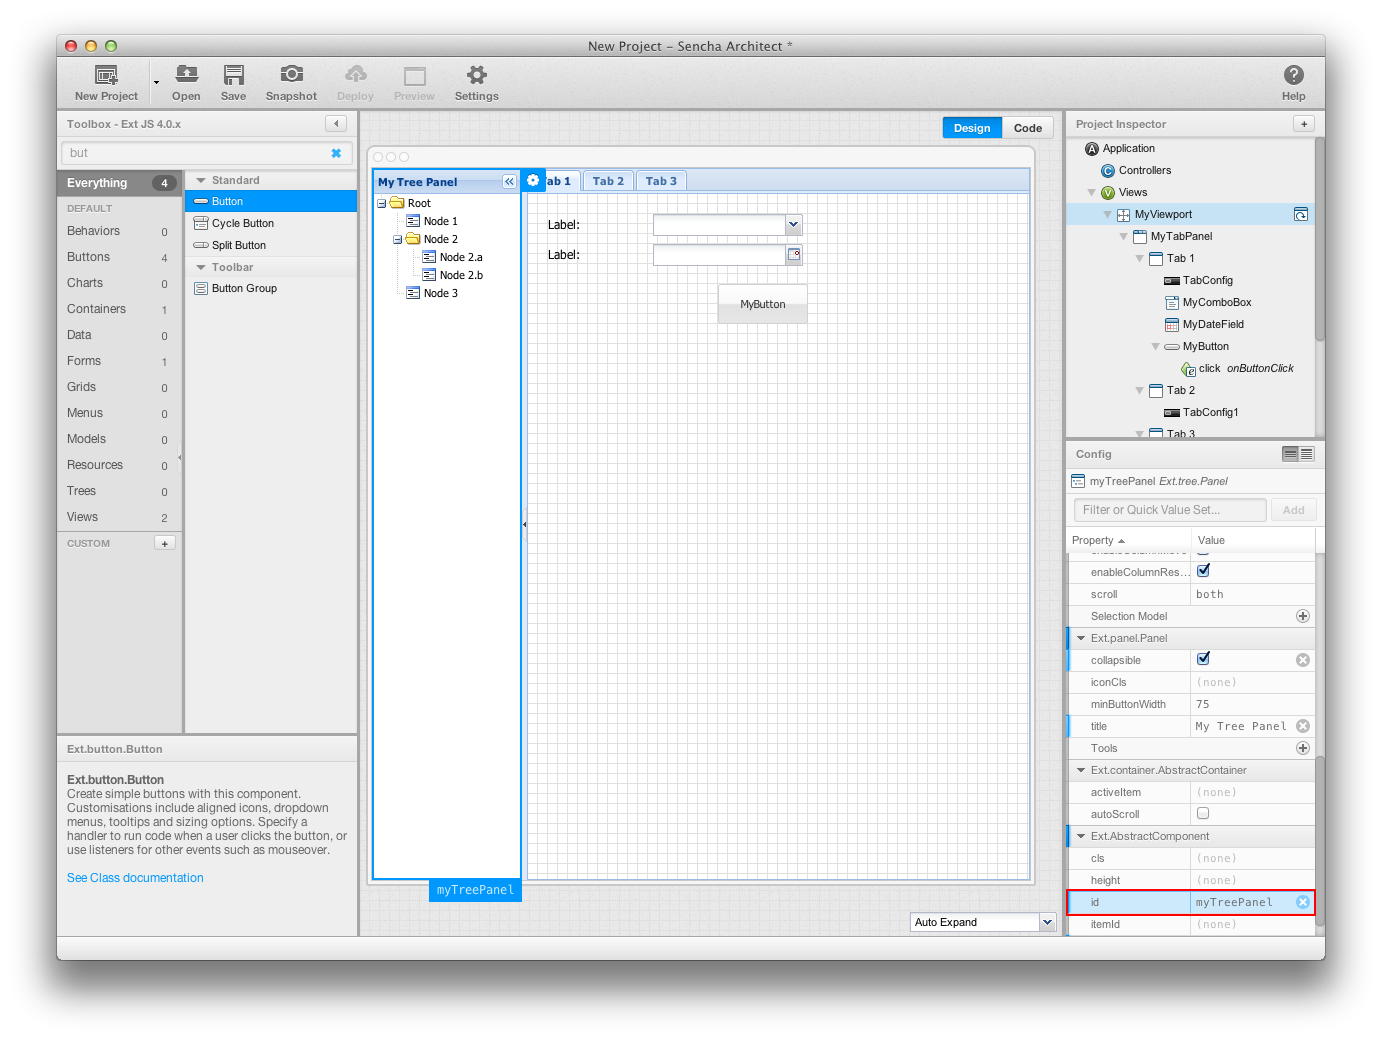 New Project – Sencha Architect *
New Project
Open
Save
Snapshot
Deploy
Preview
Settings
Help
Toolbox - Ext JS 4.0.x
but
Everything 4
DEFAULT
Behaviors 0
Buttons 4
Charts 0
Containers 1
Data 0
Forms 1
Grids 0
Menus 0
Models 0
Resources 0
Trees 0
Views 2
CUSTOM +
Standard
Button
Cycle Button
Split Button
Toolbar
Button Group
Ext.button.Button
Ext.button.Button
Create simple buttons with this component.
Customisations include aligned icons, dropdown
menus, tooltips and sizing options. Specify a
handler to run code when a user clicks the button, or
use listeners for other events such as mouseover.
See Class documentation
Design Code
My Tree Panel
Root
Node 1
Node 2
Node 2.a
Node 2.b
Node 3
ab 1 Tab 2 Tab 3
Label:
Label:
MyButton
myTreePanel
Auto Expand
Project Inspector +
Application
Controllers
Views
MyViewport
MyTabPanel
Tab 1
TabConfig
MyComboBox
MyDateField
MyButton
click onButtonClick
Tab 2
TabConfig1
Tab 3
Config
myTreePanel Ext.tree.Panel
Filter or Quick Value Set... Add
Property Value
enableColumnRes...
scroll both
Selection Model
Ext.panel.Panel
collapsible
iconCls (none)
minButtonWidth 75
title My Tree Panel
Tools
Ext.container.AbstractContainer
activeItem (none)
autoScroll
Ext.AbstractComponent
cls (none)
height (none)
id myTreePanel
itemId (none)